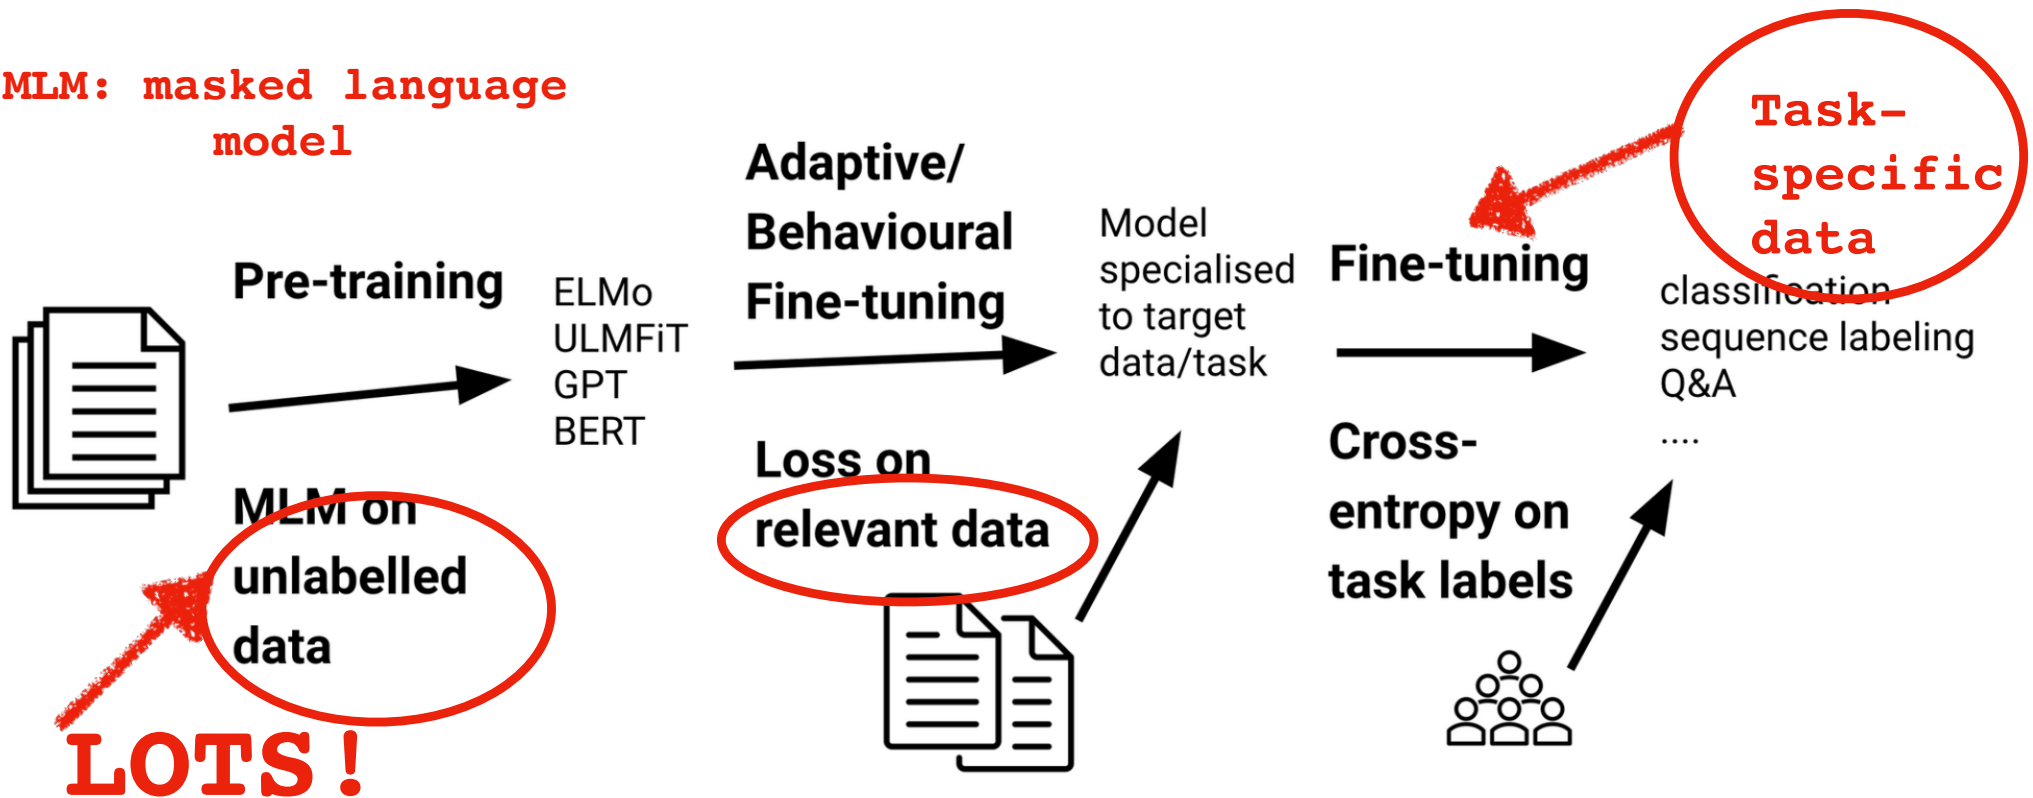 MLM: masked language
model
Pre-training
MLM on
unlabelled
data
LOTS!
ELMo
ULMFiT
GPT
BERT
Adaptive/
Behavioural
Fine-tuning
Loss on
relevant data
Model
specialised
to target
data/task
Fine-tuning
Cross-
entropy on
task labels
Task-
specific
data
classification
sequence labeling
Q&A
....